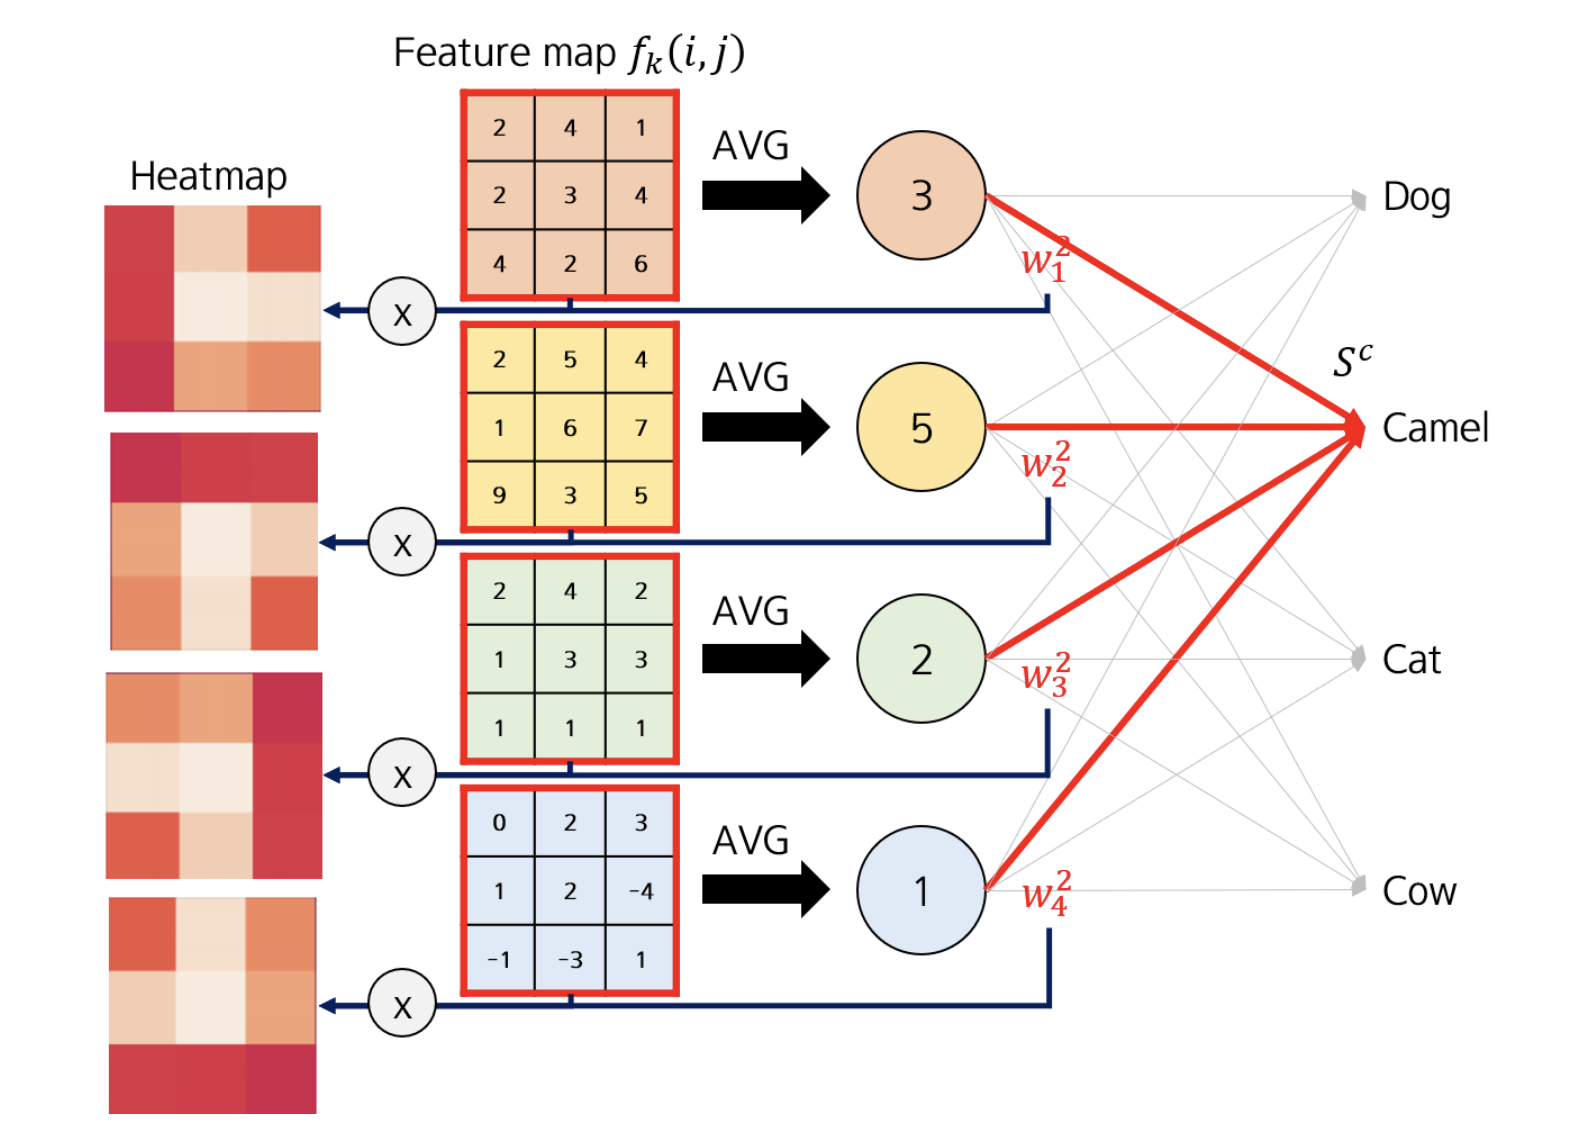 Feature map f_k(i,j)
Heatmap
2 4 1
2 3 4
4 2 6
AVG
3
Dog
w_1^2
x
2 5 4
1 6 7
9 3 5
AVG
5
S^c
Camel
w_2^2
x
2 4 2
1 3 3
1 1 1
AVG
2
Cat
w_3^2
x
0 2 3
1 2 -4
-1 -3 1
AVG
1
Cow
w_4^2
x